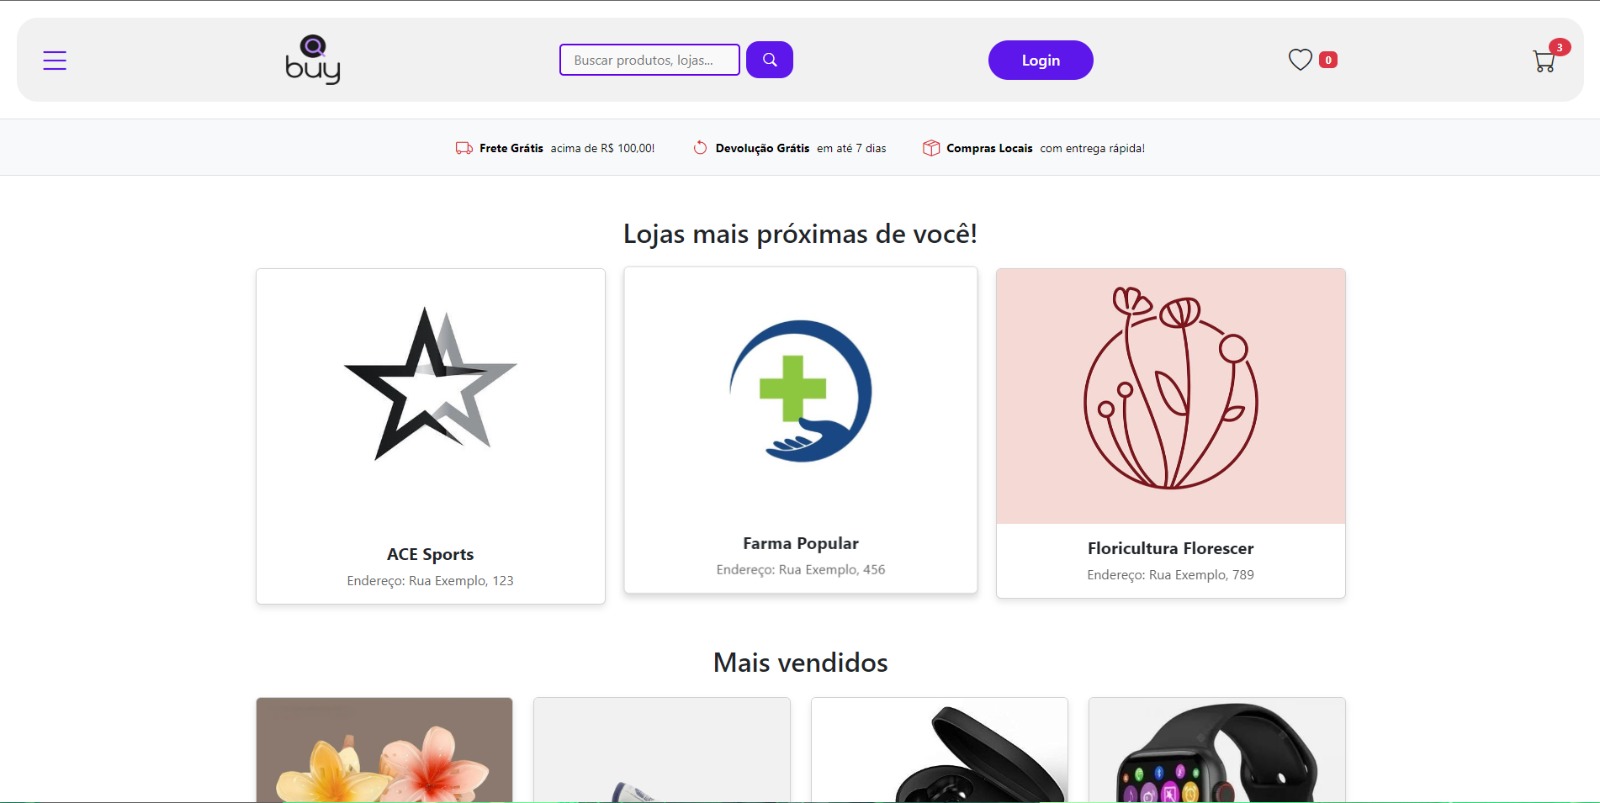 buy
Buscar produtos, lojas...
Login
0
3
Frete Grátis acima de R$ 100,00!
Devolução Grátis em até 7 dias
Compras Locais com entrega rápida!
Lojas mais próximas de você!
ACE Sports
Endereço: Rua Exemplo, 123
Farma Popular
Endereço: Rua Exemplo, 456
Floricultura Florescer
Endereço: Rua Exemplo, 789
Mais vendidos